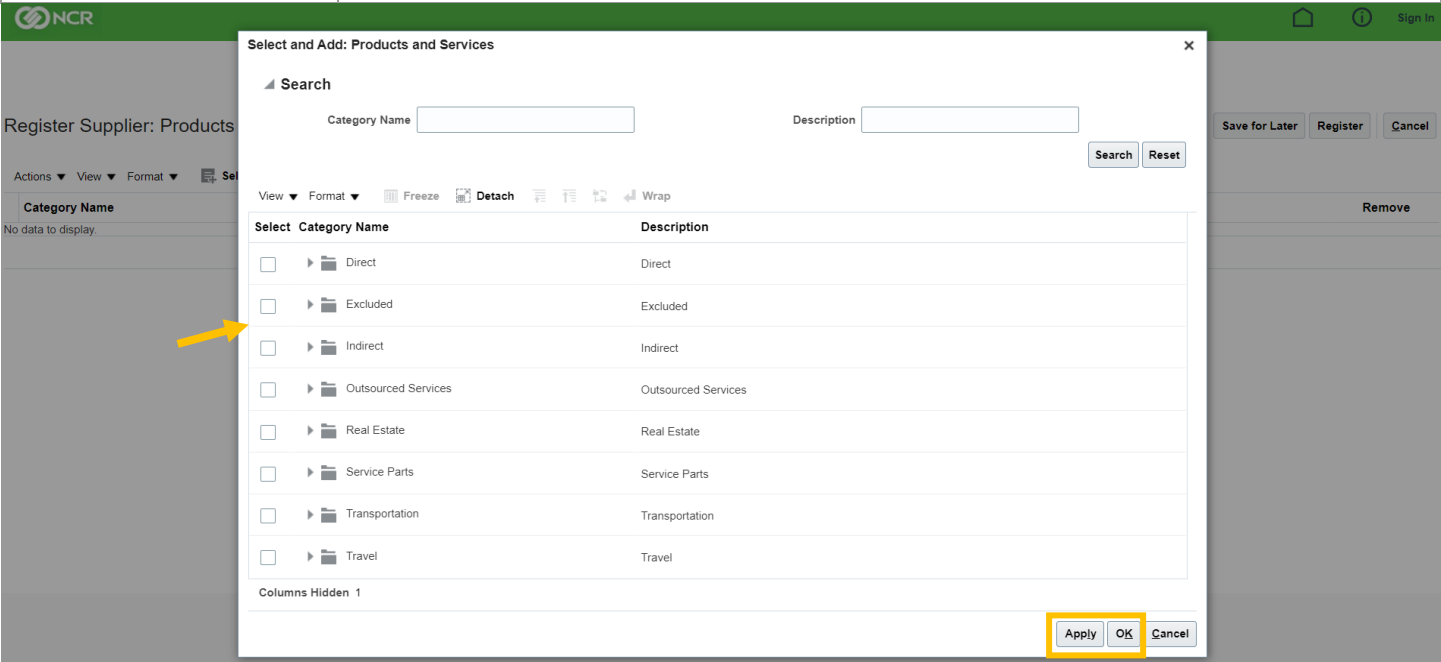 NCR
Sign In
Select and Add: Products and Services
Search
Category Name
Description
Search Reset
Register Supplier: Products
Save for Later Register Cancel
Actions View Format Sel
Category Name
No data to display.
Remove
View Format Freeze Detach Wrap
Select Category Name Description
Direct Direct
Excluded Excluded
Indirect Indirect
Outsourced Services Outsourced Services
Real Estate Real Estate
Service Parts Service Parts
Transportation Transportation
Travel Travel
Columns Hidden 1
Apply OK Cancel